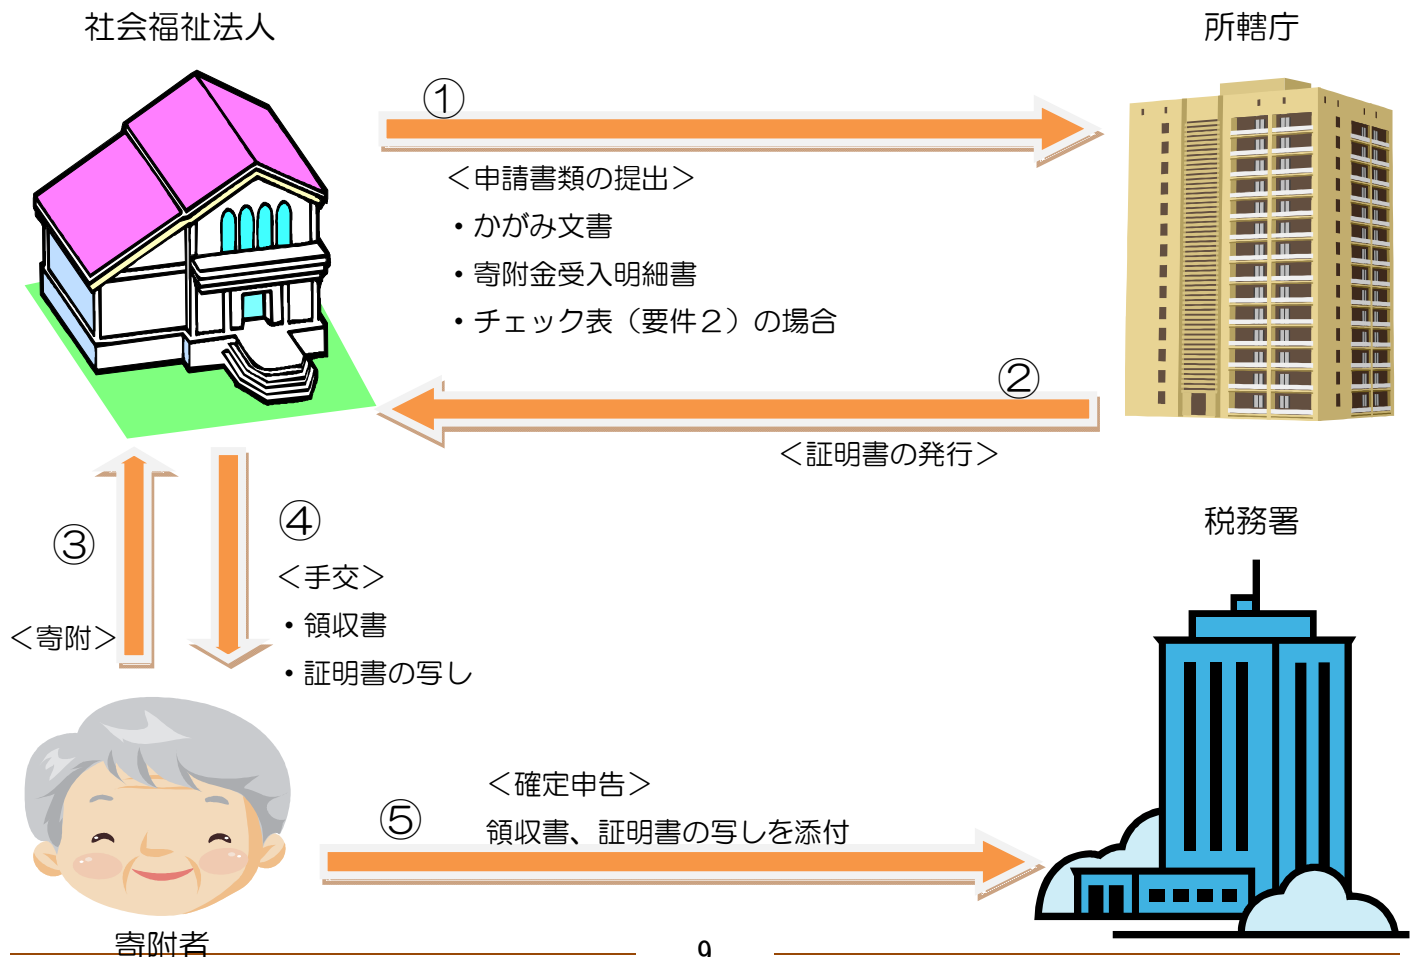 社会福祉法人
所轄庁
①
＜申請書類の提出＞
・かがみ文書
・寄附金受入明細書
・チェック表（要件２）の場合
②
＜証明書の発行＞
③
＜寄附＞
④
＜手交＞
・領収書
・証明書の写し
税務署
⑤
＜確定申告＞
領収書、証明書の写しを添付
寄附者
9